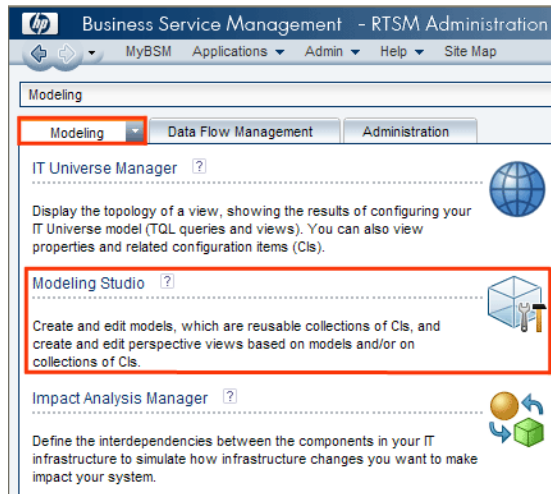 hp Business Service Management - RTSM Administration
MyBSM Applications Admin Help Site Map
Modeling
Modeling Data Flow Management Administration
IT Universe Manager ?
Display the topology of a view, showing the results of configuring your
IT Universe model (TQL queries and views). You can also view
properties and related configuration items (CIs).
Modeling Studio ?
Create and edit models, which are reusable collections of CIs, and
create and edit perspective views based on models and/or on
collections of CIs.
Impact Analysis Manager ?
Define the interdependencies between the components in your IT
infrastructure to simulate how infrastructure changes you want to make
impact your system.